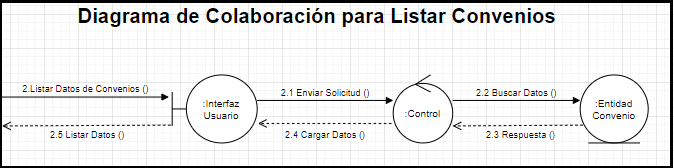 Diagrama de Colaboración para Listar Convenios
2.Listar Datos de Convenios ()
2.5 Listar Datos ()
:Interfaz
Usuario
2.1 Enviar Solicitud ()
2.4 Cargar Datos ()
:Control
2.2 Buscar Datos ()
2.3 Respuesta ()
:Entidad
Convenio